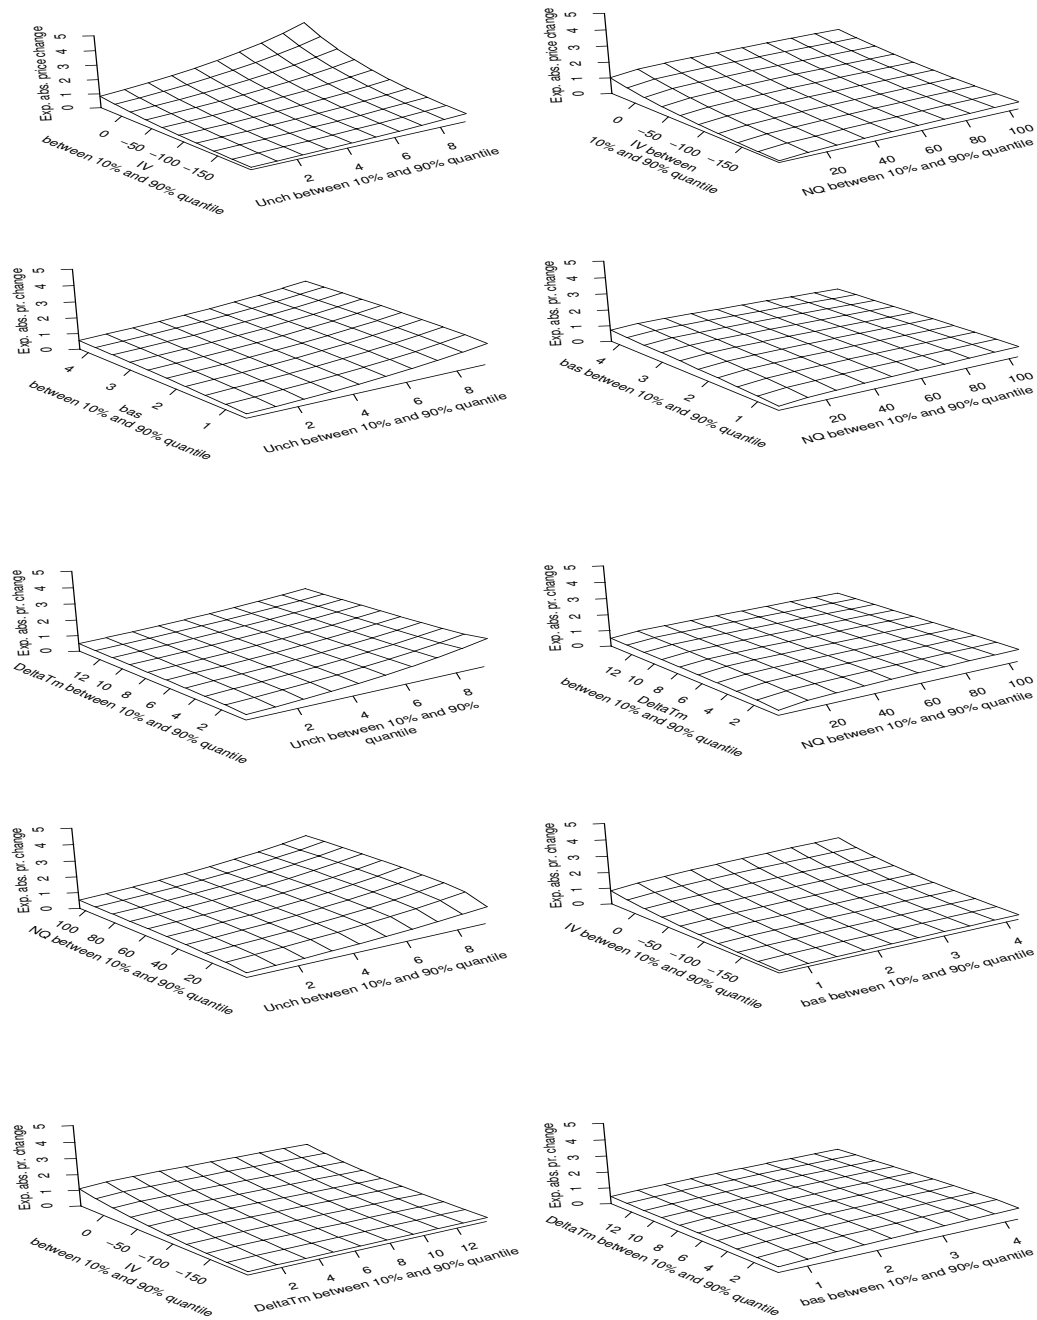 Exp. abs. price change
0 1 2 3 4 5
0 −50 −100 −150
IV
between 10% and 90% quantile
2 4 6 8
Unch between 10% and 90% quantile
Exp. abs. price change
0 1 2 3 4 5
0 −50 −100 −150
IV between
10% and 90% quantile
20 40 60 80 100
NQ between 10% and 90% quantile
Exp. abs. pr. change
0 1 2 3 4 5
4 3 2 1
bas
between 10% and 90% quantile
2 4 6 8
Unch between 10% and 90% quantile
Exp. abs. pr. change
0 1 2 3 4 5
4 3 2 1
bas between 10% and 90% quantile
20 40 60 80 100
NQ between 10% and 90% quantile
Exp. abs. pr. change
0 1 2 3 4 5
12 10 8 6 4 2
DeltaTm between 10% and 90% quantile
2 4 6 8
Unch between 10% and 90%
quantile
Exp. abs. pr. change
0 1 2 3 4 5
12 10 8 6 4 2
DeltaTm
between 10% and 90% quantile
20 40 60 80 100
NQ between 10% and 90% quantile
Exp. abs. pr. change
0 1 2 3 4 5
100 80 60 40 20
NQ between 10% and 90% quantile
2 4 6 8
Unch between 10% and 90% quantile
Exp. abs. pr. change
0 1 2 3 4 5
0 −50 −100 −150
IV between 10% and 90% quantile
1 2 3 4
bas between 10% and 90% quantile
Exp. abs. pr. change
0 1 2 3 4 5
0 −50 −100 −150
IV
between 10% and 90% quantile
2 4 6 8 10 12
DeltaTm between 10% and 90% quantile
Exp. abs. pr. change
0 1 2 3 4 5
12 10 8 6 4 2
DeltaTm between 10% and 90% quantile
1 2 3 4
bas between 10% and 90% quantile